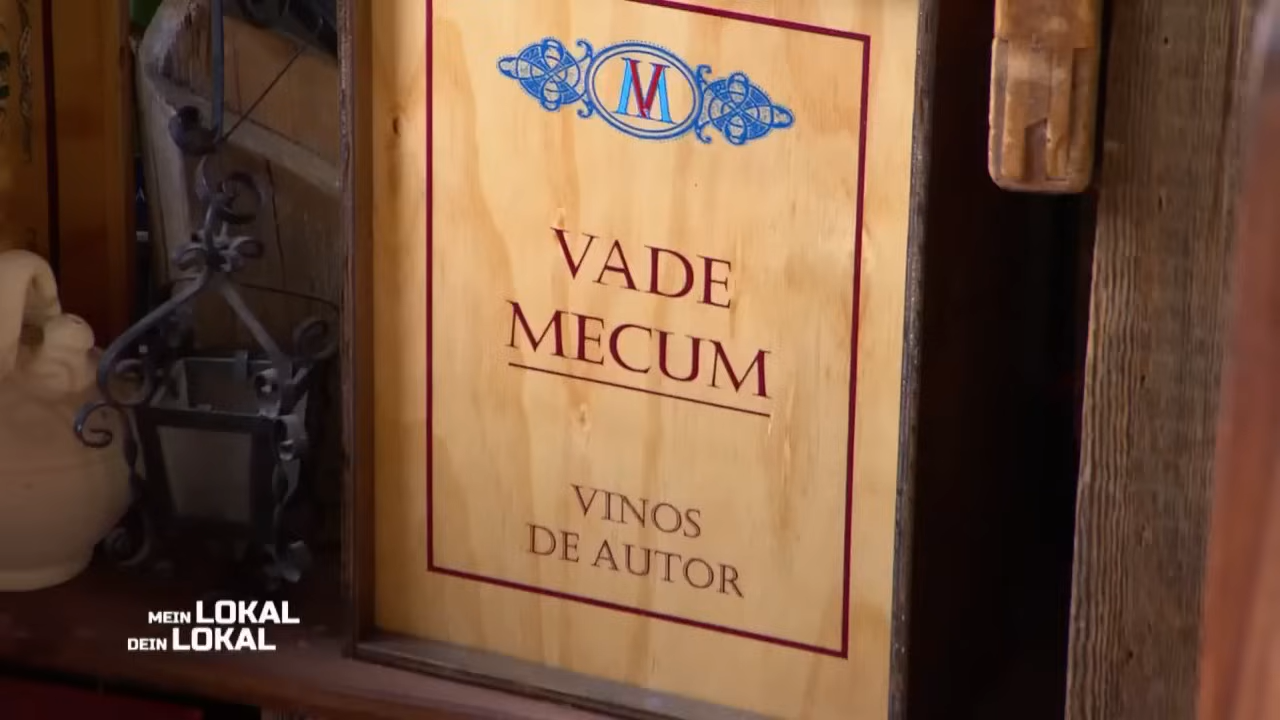 VM
VADE
MECUM
VINOS
DE AUTOR
MEIN LOKAL
DEIN LOKAL